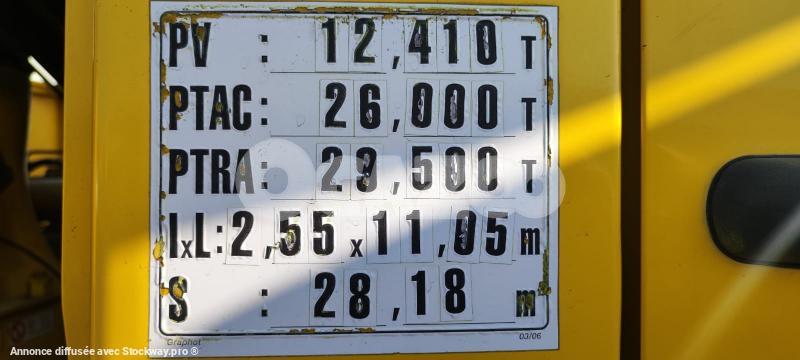 PV : 12,410 T
PTAC: 26,000 T
PTRA: 29,500 T
IxL: 2,55 x 11,05 m
S : 28,18 m
Graphot 03/06
Annonce diffusée avec Stockway.pro ®